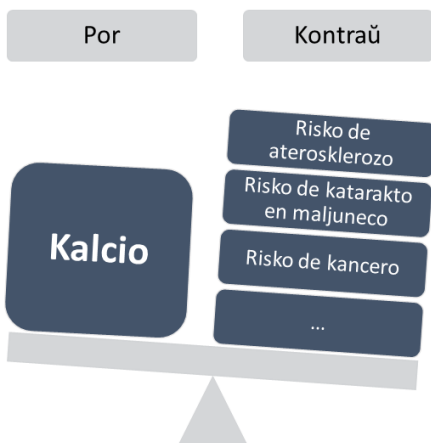 Por
Kontraŭ
Kalcio
Risko de
aterosklerozo
Risko de katarakto
en maljuneco
Risko de kancero
...